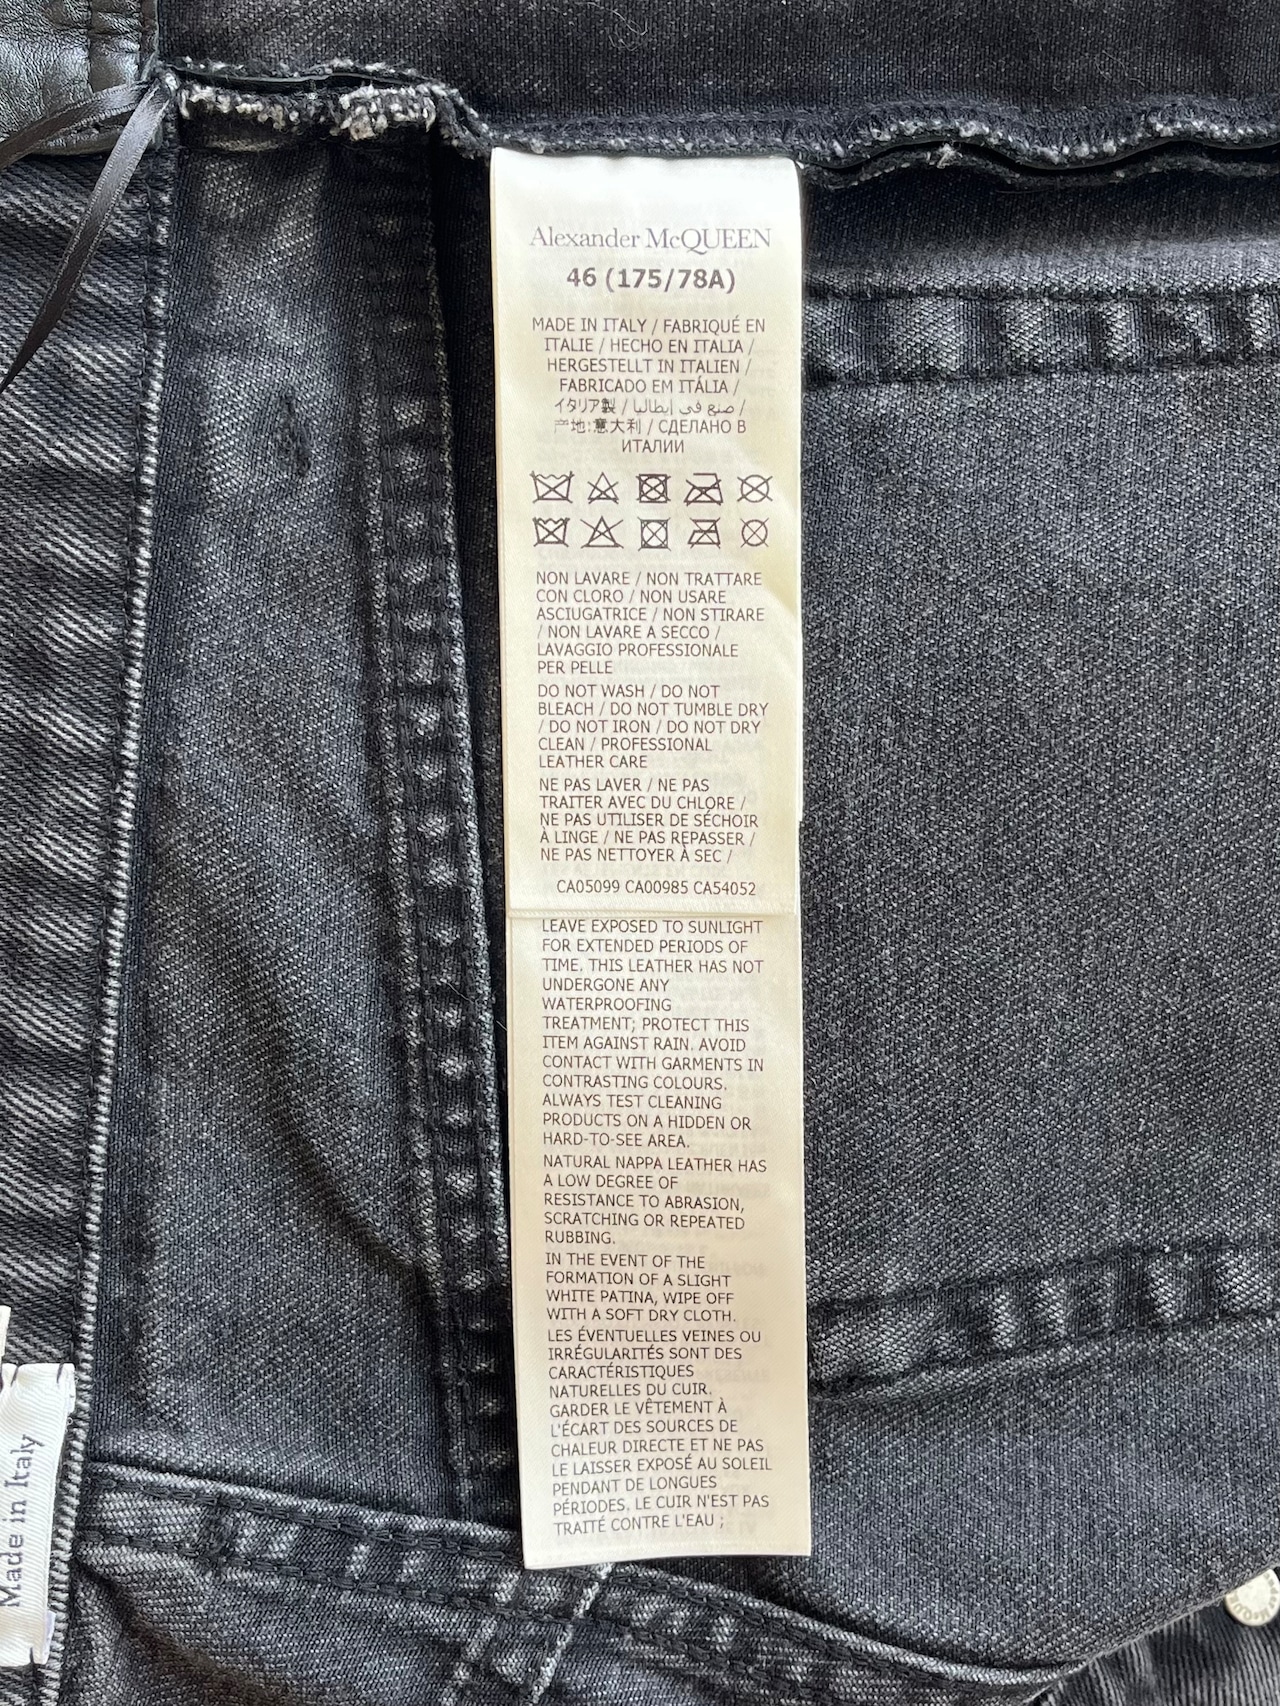 Alexander McQUEEN
46 (175/78A)
MADE IN ITALY / FABRIQUÉ EN
ITALIE / HECHO EN ITALIA /
HERGESTELLT IN ITALIEN /
FABRICADO EM ITÁLIA /
イタリア製 / صنع في إيطاليا /
产地:意大利 / СДЕЛАНО В
ИТАЛИИ
NON LAVARE / NON TRATTARE
CON CLORO / NON USARE
ASCIUGATRICE / NON STIRARE
/ NON LAVARE A SECCO /
LAVAGGIO PROFESSIONALE
PER PELLE
DO NOT WASH / DO NOT
BLEACH / DO NOT TUMBLE DRY
/ DO NOT IRON / DO NOT DRY
CLEAN / PROFESSIONAL
LEATHER CARE
NE PAS LAVER / NE PAS
TRAITER AVEC DU CHLORE /
NE PAS UTILISER DE SÉCHOIR
À LINGE / NE PAS REPASSER /
NE PAS NETTOYER À SEC /
CA05099 CA00985 CA54052
LEAVE EXPOSED TO SUNLIGHT
FOR EXTENDED PERIODS OF
TIME. THIS LEATHER HAS NOT
UNDERGONE ANY
WATERPROOFING
TREATMENT; PROTECT THIS
ITEM AGAINST RAIN. AVOID
CONTACT WITH GARMENTS IN
CONTRASTING COLOURS.
ALWAYS TEST CLEANING
PRODUCTS ON A HIDDEN OR
HARD-TO-SEE AREA.
NATURAL NAPPA LEATHER HAS
A LOW DEGREE OF
RESISTANCE TO ABRASION,
SCRATCHING OR REPEATED
RUBBING.
IN THE EVENT OF THE
FORMATION OF A SLIGHT
WHITE PATINA, WIPE OFF
WITH A SOFT DRY CLOTH.
LES ÉVENTUELLES VEINES OU
IRRÉGULARITÉS SONT DES
CARACTÉRISTIQUES
NATURELLES DU CUIR.
GARDER LE VÊTEMENT À
L'ÉCART DES SOURCES DE
CHALEUR DIRECTE ET NE PAS
LE LAISSER EXPOSÉ AU SOLEIL
PENDANT DE LONGUES
PÉRIODES. LE CUIR N'EST PAS
TRAITÉ CONTRE L'EAU ;
Made in Italy